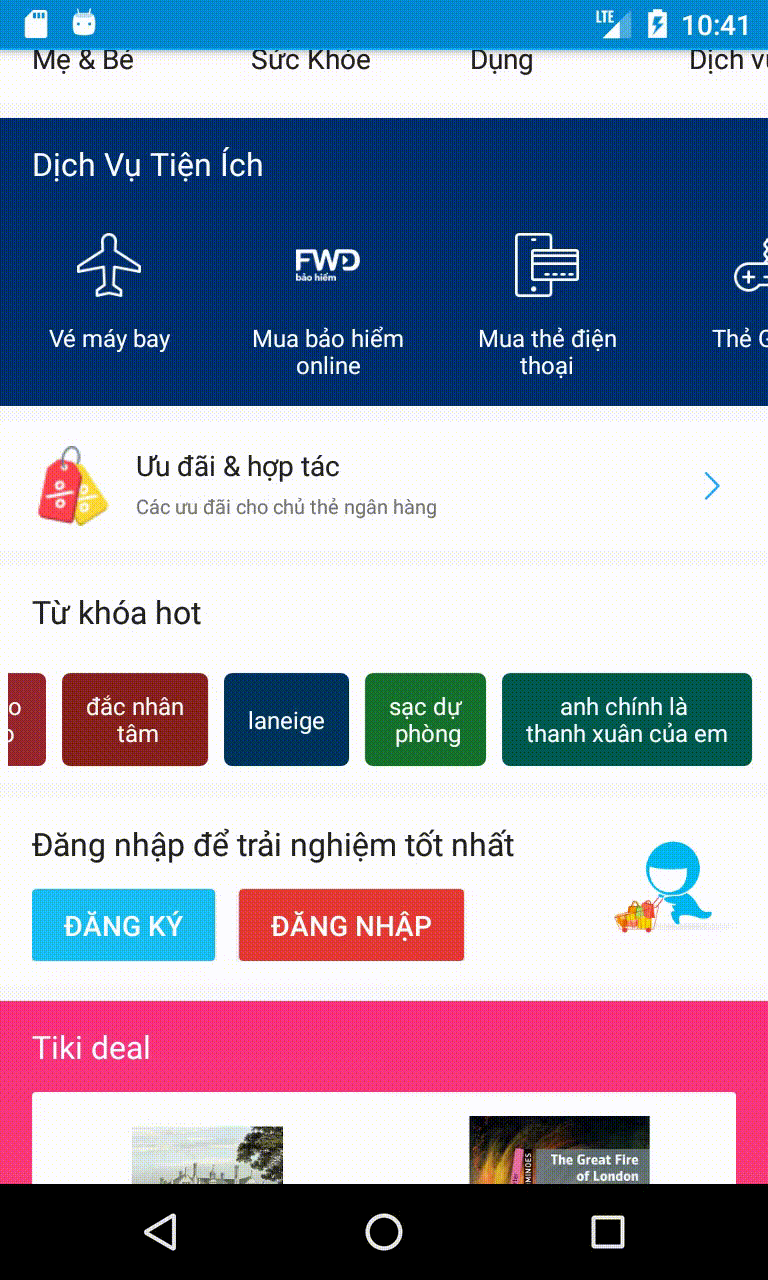 LTE 10:41
Mẹ & Bé Sức Khỏe Dụng Dịch vụ
Dịch Vụ Tiện Ích
FWD
bảo hiểm
Vé máy bay Mua bảo hiểm Mua thẻ điện Thẻ G
online thoại
Ưu đãi & hợp tác
Các ưu đãi cho chủ thẻ ngân hàng
Từ khóa hot
đắc nhân
tâm
laneige
sạc dự
phòng
anh chính là
thanh xuân của em
Đăng nhập để trải nghiệm tốt nhất
ĐĂNG KÝ ĐĂNG NHẬP
Tiki deal
The Great Fire
of London